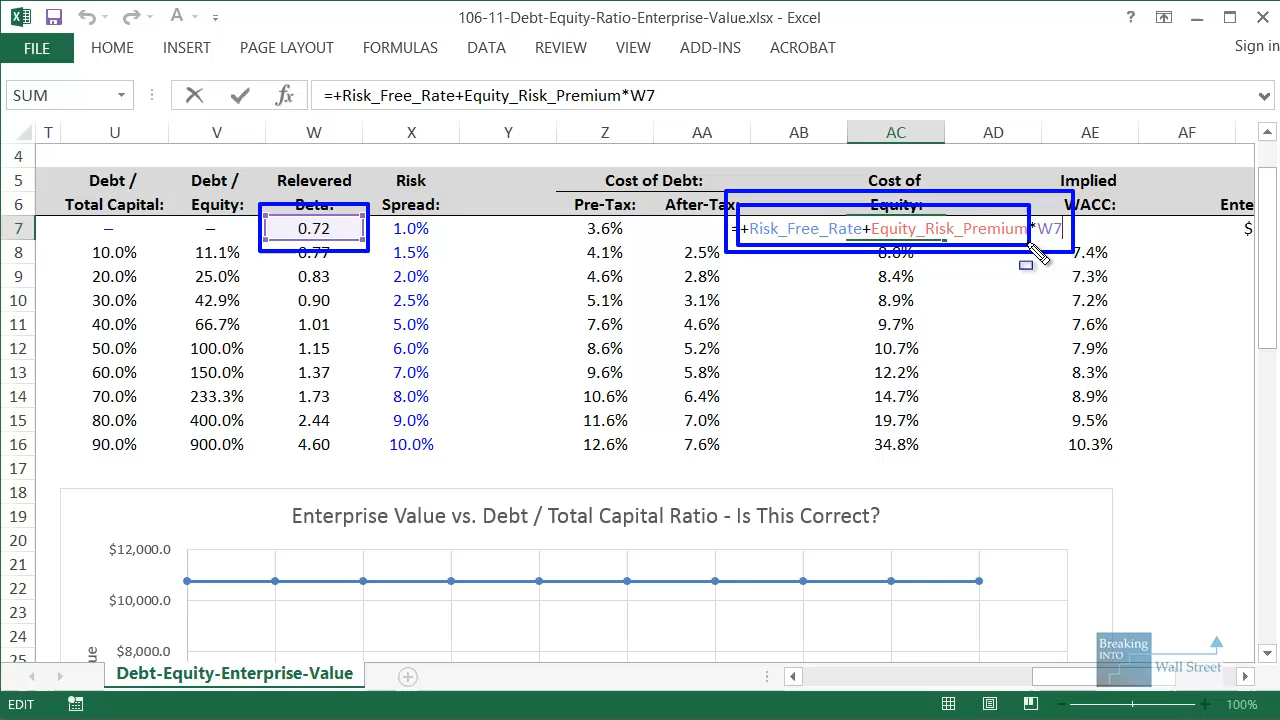 106-11-Debt-Equity-Ratio-Enterprise-Value.xlsx - Excel
FILE HOME INSERT PAGE LAYOUT FORMULAS DATA REVIEW VIEW ADD-INS ACROBAT Sign in
SUM =+Risk_Free_Rate+Equity_Risk_Premium*W7
T U V W X Y Z AA AB AC AD AE AF
4
5 Debt / Debt / Relevered Risk Cost of Debt: Cost of Implied
6 Total Capital: Equity: Beta: Spread: Pre-Tax: After-Tax: Equity: WACC: Ente
7 – – 0.72 1.0% 3.6% =+Risk_Free_Rate+Equity_Risk_Premium*W7 $
8 10.0% 11.1% 0.77 1.5% 4.1% 2.5% 8.0% 7.4%
9 20.0% 25.0% 0.83 2.0% 4.6% 2.8% 8.4% 7.3%
10 30.0% 42.9% 0.90 2.5% 5.1% 3.1% 8.9% 7.2%
11 40.0% 66.7% 1.01 5.0% 7.6% 4.6% 9.7% 7.6%
12 50.0% 100.0% 1.15 6.0% 8.6% 5.2% 10.7% 7.9%
13 60.0% 150.0% 1.37 7.0% 9.6% 5.8% 12.2% 8.3%
14 70.0% 233.3% 1.73 8.0% 10.6% 6.4% 14.7% 8.9%
15 80.0% 400.0% 2.44 9.0% 11.6% 7.0% 19.7% 9.5%
16 90.0% 900.0% 4.60 10.0% 12.6% 7.6% 34.8% 10.3%
17
18
19 Enterprise Value vs. Debt / Total Capital Ratio - Is This Correct?
20
21 $12,000.0
22
23 $10,000.0
24
25 $8,000.0
ue
Breaking
INTO
Wall Street
Debt-Equity-Enterprise-Value
EDIT 100%